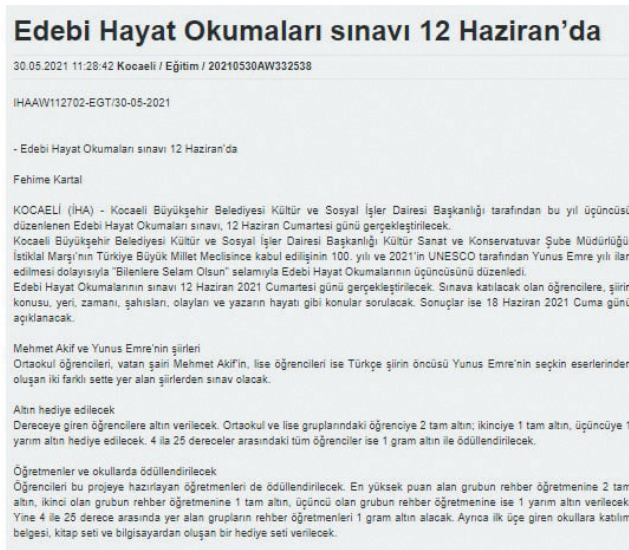 Edebi Hayat Okumaları sınavı 12 Haziran'da
30.05.2021 11:28:42 Kocaeli / Eğitim / 20210530AW332538
IHAAW112702-EGT/30-05-2021
- Edebi Hayat Okumaları sınavı 12 Haziran'da
Fehime Kartal
KOCAELİ (İHA) - Kocaeli Büyükşehir Belediyesi Kültür ve Sosyal İşler Dairesi Başkanlığı tarafından bu yıl üçüncüsü
düzenlenen Edebi Hayat Okumaları sınavı, 12 Haziran Cumartesi günü gerçekleştirilecek.
Kocaeli Büyükşehir Belediyesi Kültür ve Sosyal İşler Dairesi Başkanlığı Kültür Sanat ve Konservatuvar Şube Müdürlüğü,
İstiklal Marşı'nın Türkiye Büyük Millet Meclisince kabul edilişinin 100. yılı ve 2021'in UNESCO tarafından Yunus Emre yılı ilan
edilmesi dolayısıyla "Bilenlere Selam Olsun" selamıyla Edebi Hayat Okumalarının üçüncüsünü düzenledi.
Edebi Hayat Okumalarının sınavı 12 Haziran 2021 Cumartesi günü gerçekleştirilecek. Sınava katılacak olan öğrencilere, şiirin
konusu, yeri, zamanı, şahısları, olayları ve yazarın hayatı gibi konular sorulacak. Sonuçlar ise 18 Haziran 2021 Cuma günü
açıklanacak.
Mehmet Akif ve Yunus Emre'nin şiirleri
Ortaokul öğrencileri, vatan şairi Mehmet Akif'in, lise öğrencileri ise Türkçe şiirin öncüsü Yunus Emre'nin seçkin eserlerinden
oluşan iki farklı sette yer alan şiirlerden sınav olacak.
Altın hediye edilecek
Dereceye giren öğrencilere altın verilecek. Ortaokul ve lise gruplarındaki öğrenciye 2 tam altın; ikinciye 1 tam altın, üçüncüye 1
yarım altın hediye edilecek. 4 ila 25 dereceler arasındaki tüm öğrenciler ise 1 gram altın ile ödüllendirilecek.
Öğretmenler ve okullarda ödüllendirilecek
Öğrencileri bu projeye hazırlayan öğretmenleri de ödüllendirilecek. En yüksek puan alan grubun rehber öğretmenine 2 tam
altın, ikinci olan grubun rehber öğretmenine 1 tam altın, üçüncü olan grubun rehber öğretmenine ise 1 yarım altın verilecek.
Yine 4 ile 25 derece arasında yer alan grupların rehber öğretmenleri 1 gram altın alacak. Ayrıca ilk üçe giren okullara katılım
belgesi, kitap seti ve bilgisayardan oluşan bir hediye seti verilecek.